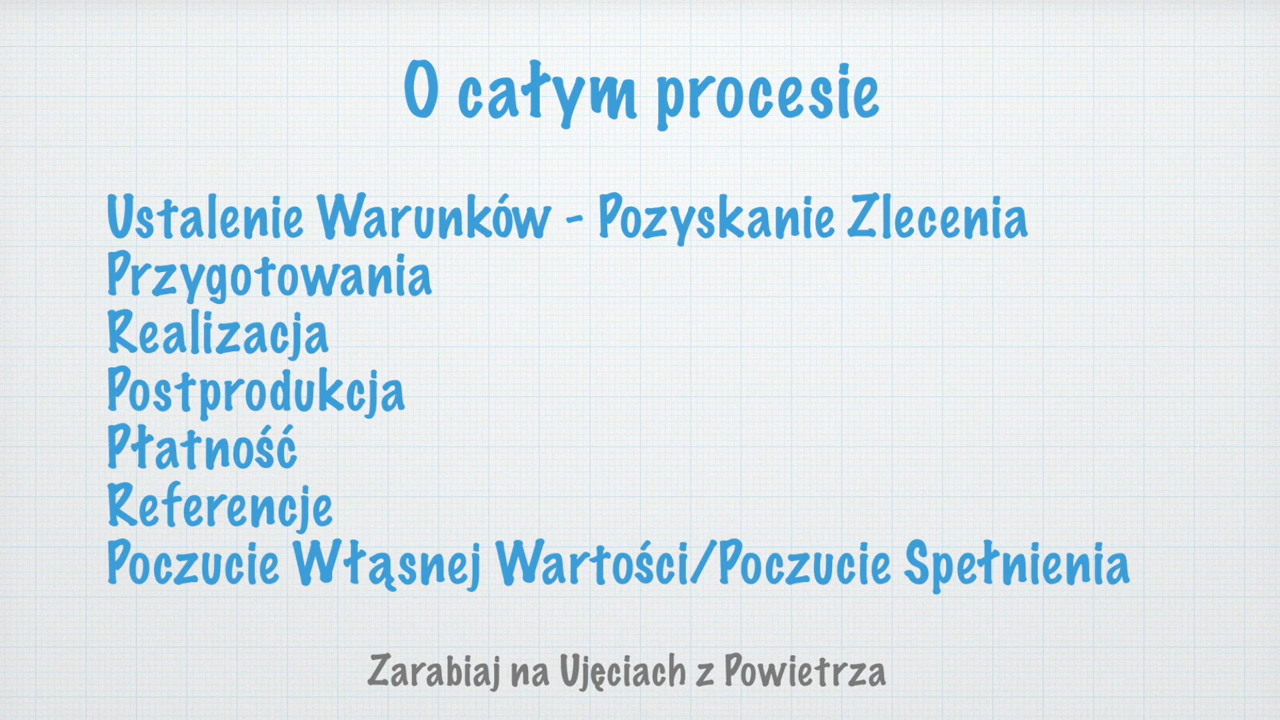 O całym procesie
Ustalenie Warunków - Pozyskanie Zlecenia
Przygotowania
Realizacja
Postprodukcja
Płatność
Referencje
Poczucie Włąsnej Wartości/Poczucie Spełnienia
Zarabiaj na Ujęciach z Powietrza